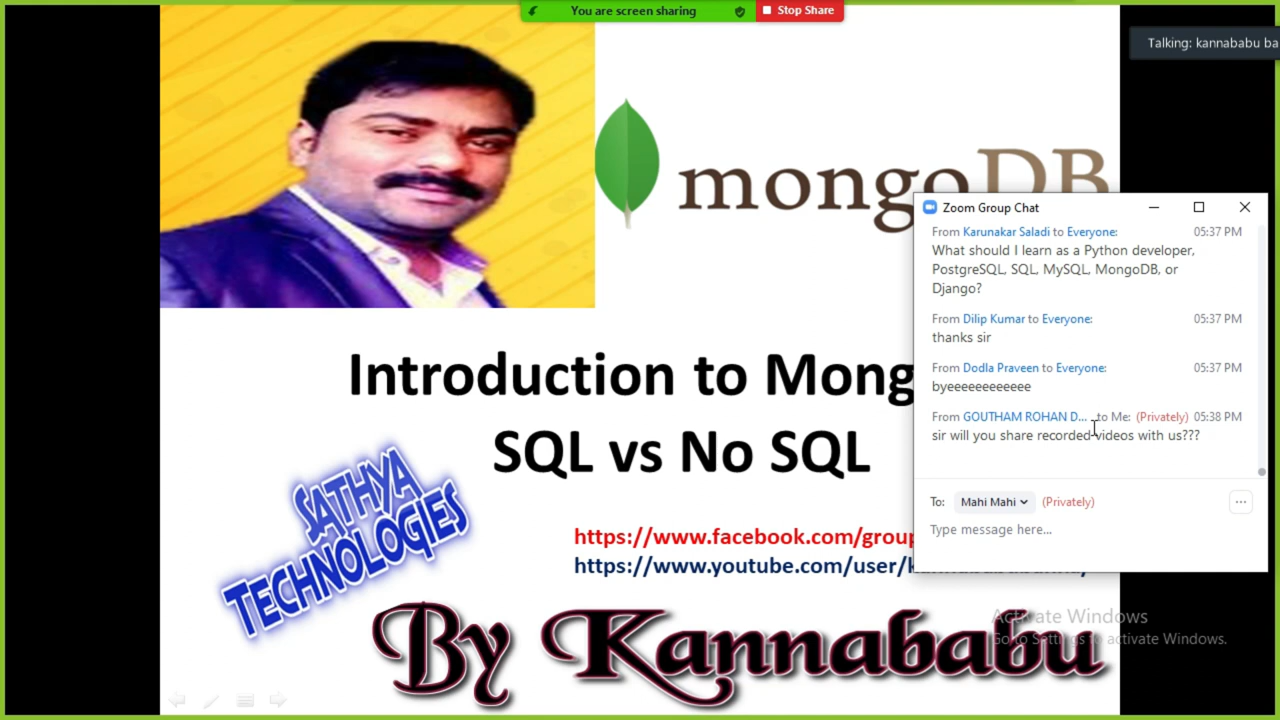 You are screen sharing
Stop Share
Talking: kannababu ba
mongoDB
Zoom Group Chat
From Karunakar Saladi to Everyone: 05:37 PM
What should I learn as a Python developer,
PostgreSQL, SQL, MySQL, MongoDB, or
Django?
From Dilip Kumar to Everyone: 05:37 PM
thanks sir
From Dodla Praveen to Everyone: 05:37 PM
byeeeeeeeeeeee
From GOUTHAM ROHAN D... to Me: (Privately) 05:38 PM
sir will you share recorded videos with us???
To: Mahi Mahi (Privately)
Type message here...
Introduction to Mong
SQL vs No SQL
SATHYA
TECHNOLOGIES
https://www.facebook.com/group
https://www.youtube.com/user/
By Kannababu
Activate Windows
Go to Settings to activate Windows.